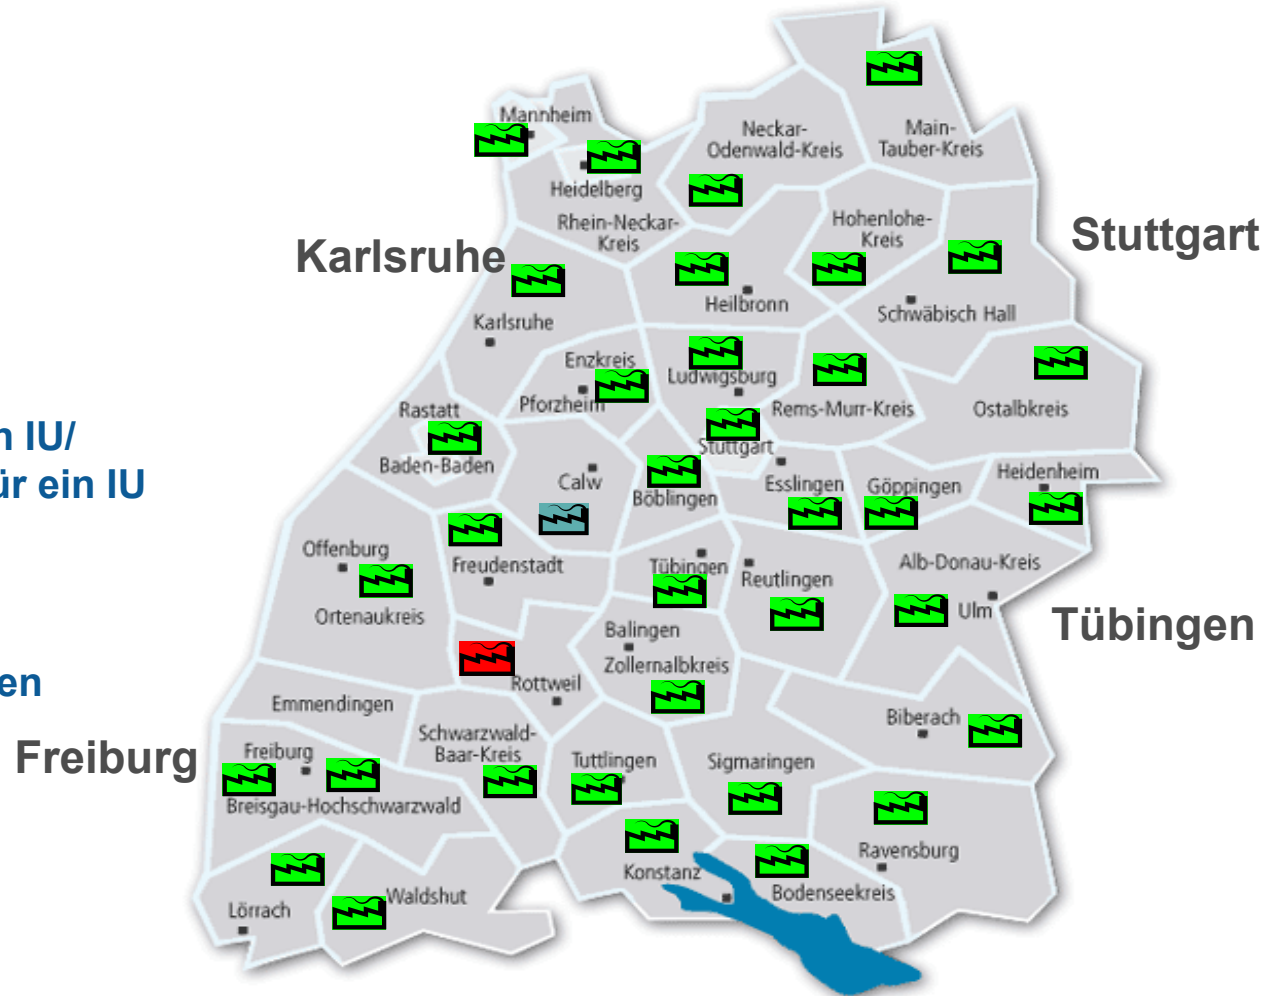 Mannheim
Neckar-
Odenwald-Kreis
Main-
Tauber-Kreis
Heidelberg
Rhein-Neckar-
Kreis
Hohenlohe-
Kreis
Stuttgart
Karlsruhe
Heilbronn
Schwäbisch Hall
Karlsruhe
Enzkreis
Ludwigsburg
Pforzheim
Rems-Murr-Kreis
Ostalbkreis
Rastatt
n IU/
Stuttgart
Baden-Baden
Calw
Böblingen
Esslingen
Göppingen
Heidenheim
ür ein IU
Offenburg
Freudenstadt
Tübingen
Reutlingen
Alb-Donau-Kreis
Ortenaukreis
Ulm
Tübingen
Balingen
Zollernalbkreis
en
Rottweil
Emmendingen
Biberach
Schwarzwald-
Baar-Kreis
Freiburg
Freiburg
Tuttlingen
Sigmaringen
Breisgau-Hochschwarzwald
Ravensburg
Konstanz
Bodenseekreis
Waldshut
Lörrach